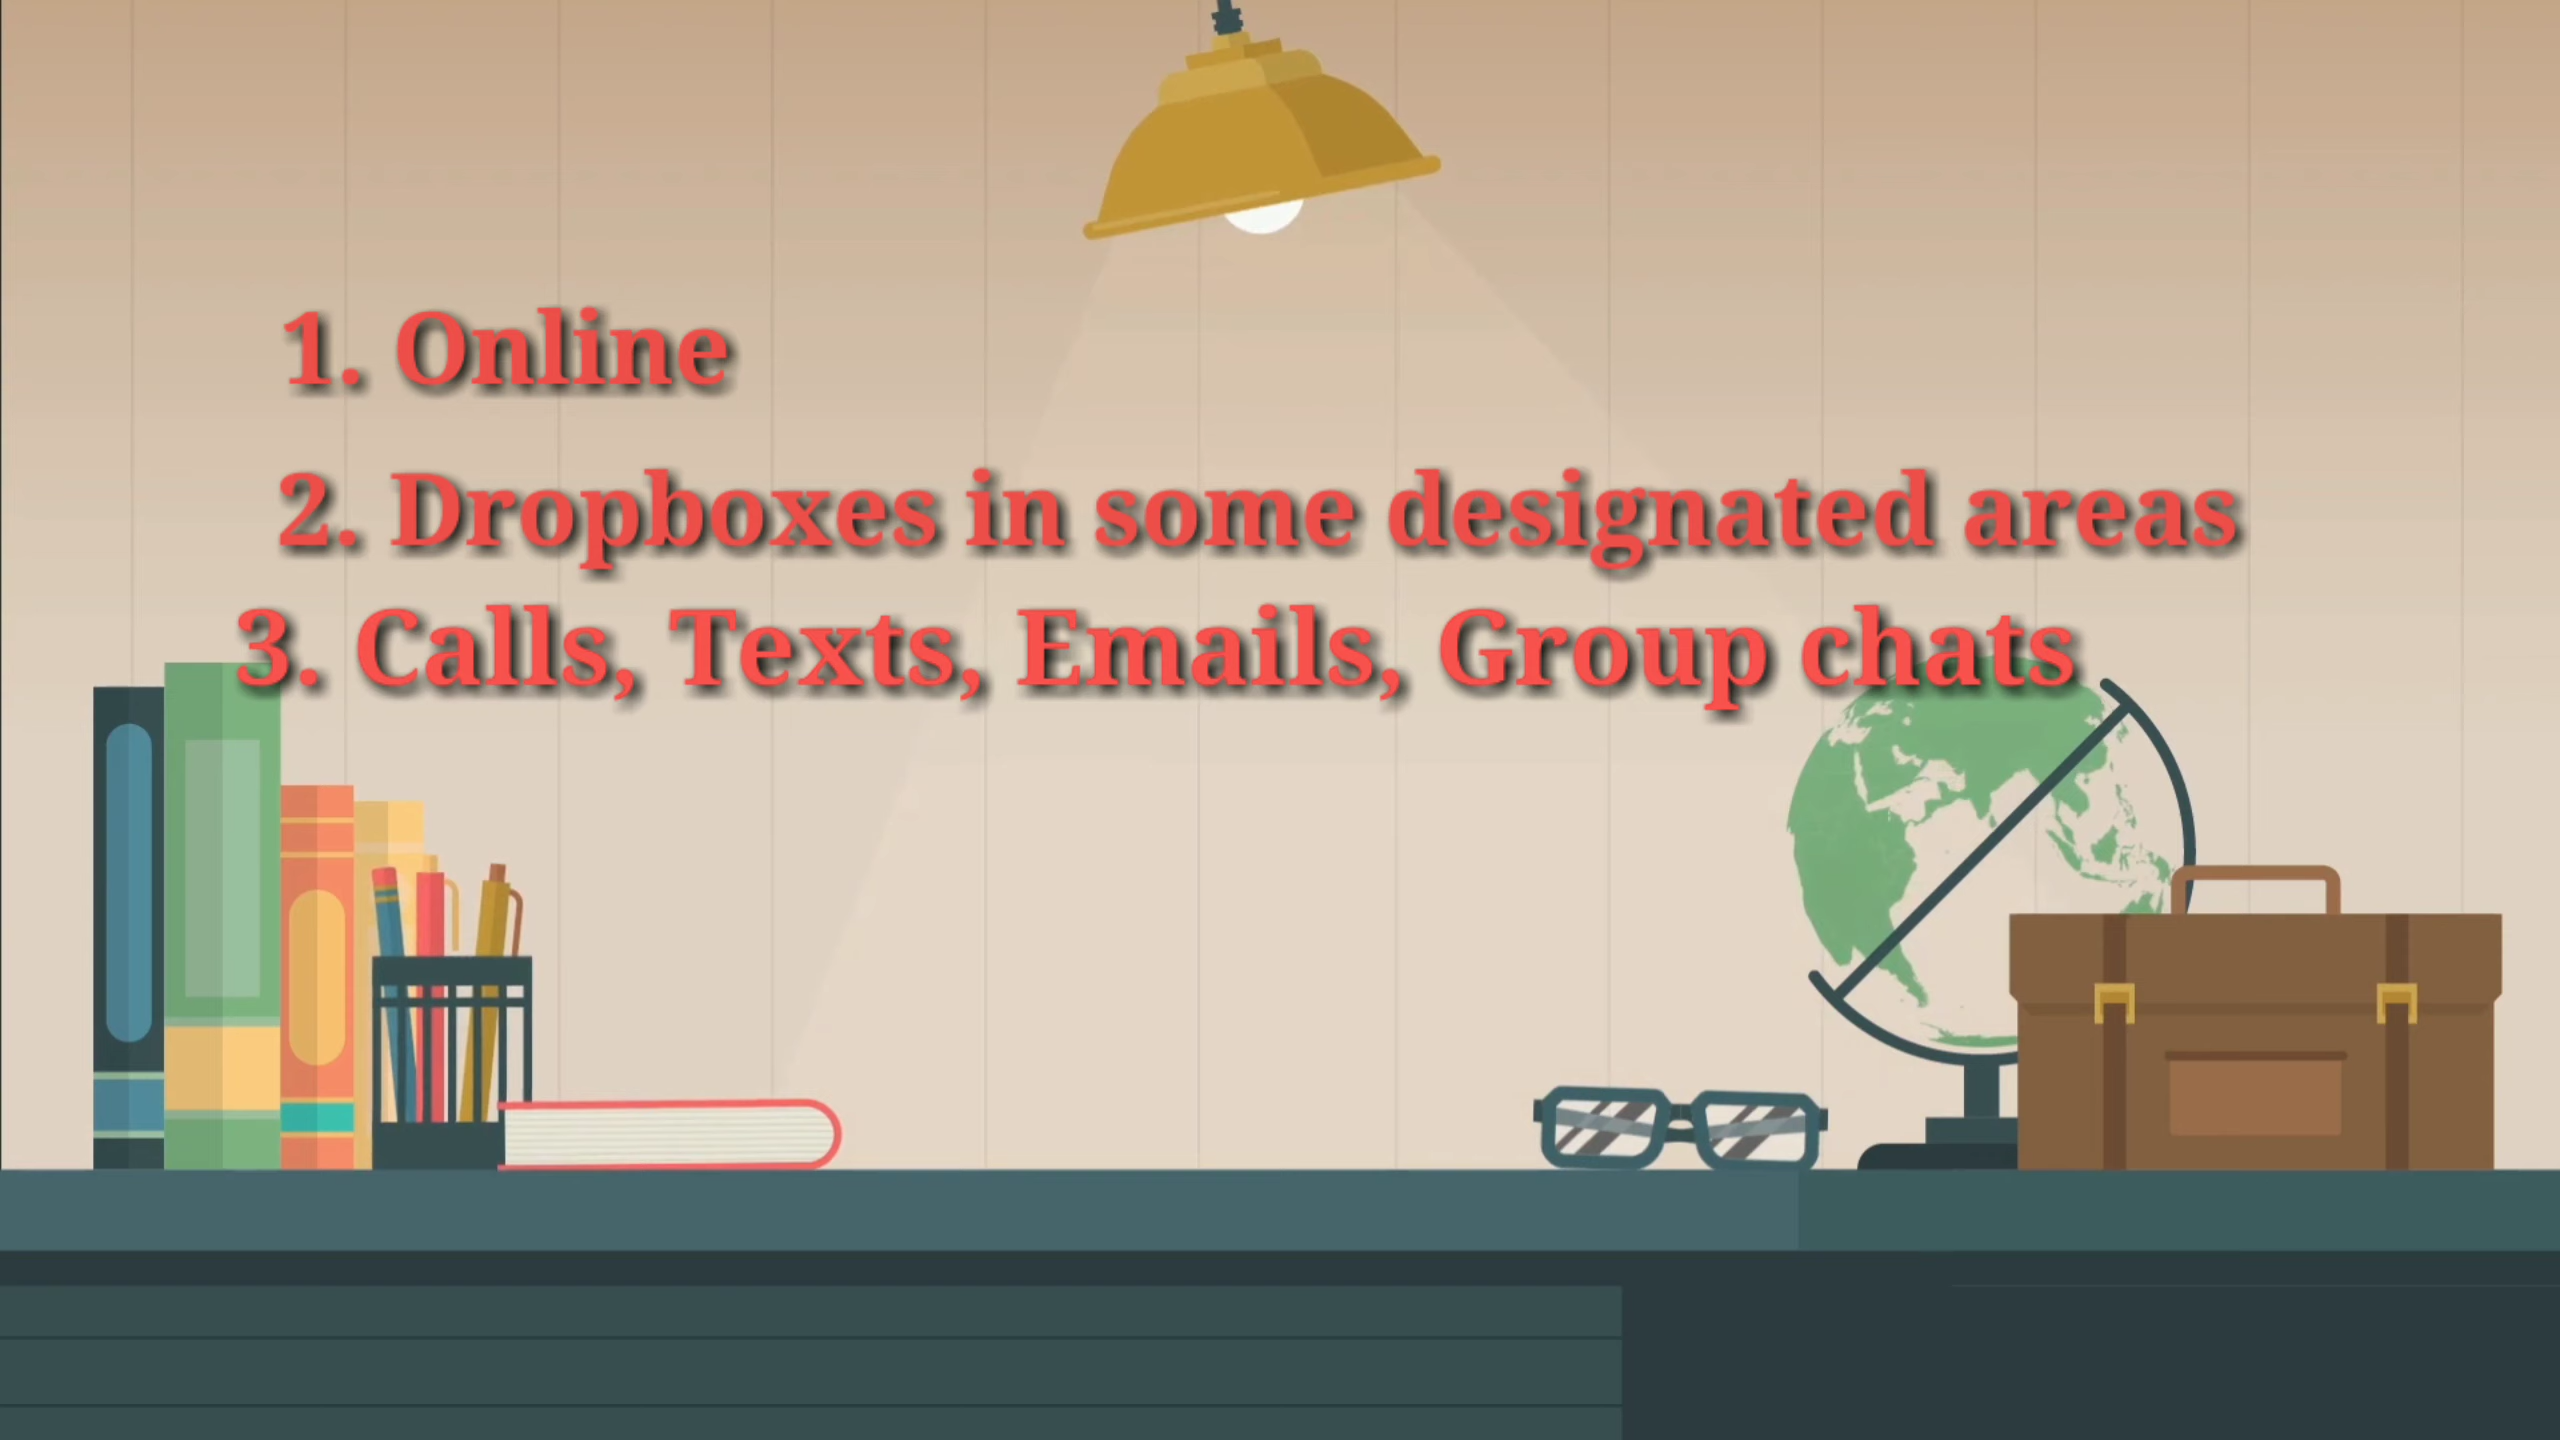 1. Online
2. Dropboxes in some designated areas
3. Calls, Texts, Emails, Group chats